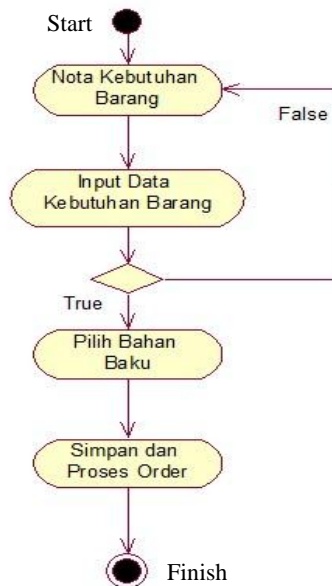 Start
Nota Kebutuhan
Barang
False
Input Data
Kebutuhan Barang
True
Pilih Bahan
Baku
Simpan dan
Proses Order
Finish